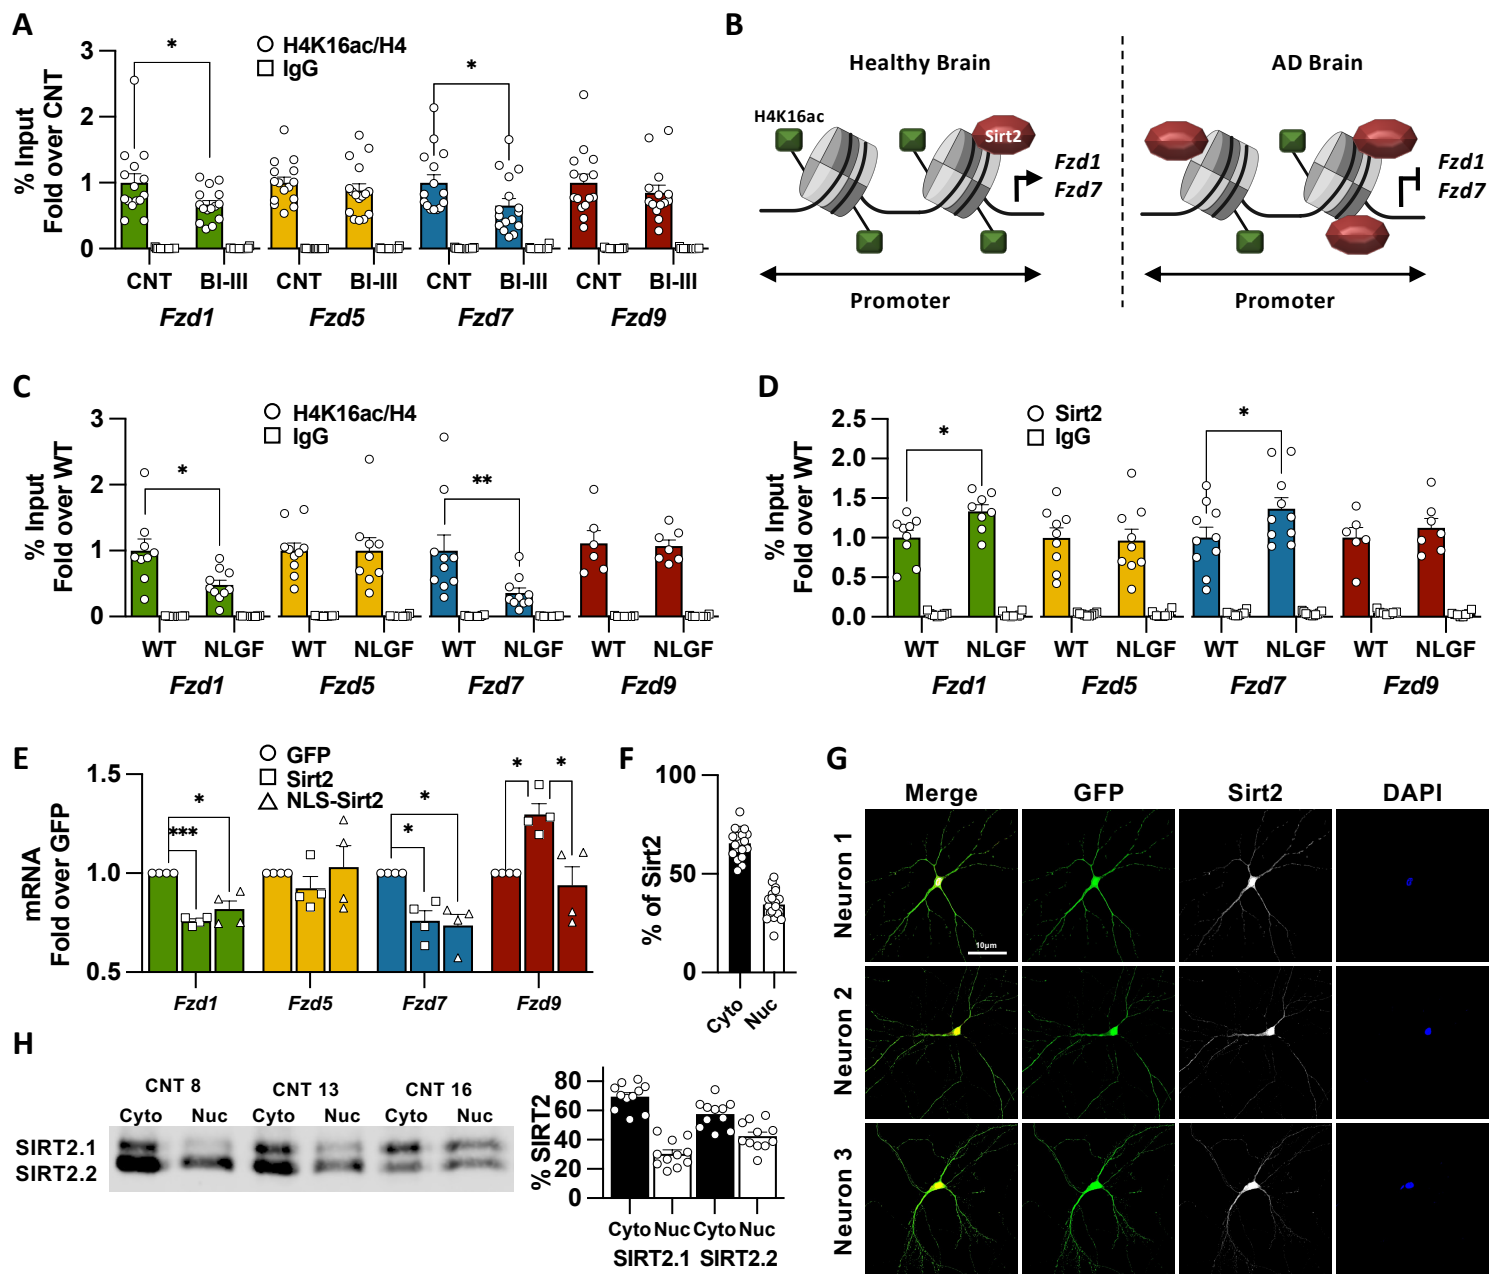 A
% Input
Fold over CNT
3
2
1
0
H4K16ac/H4
IgG
*
*
CNT BI-III CNT BI-III CNT BI-III CNT BI-III
Fzd1 Fzd5 Fzd7 Fzd9
B
Healthy Brain AD Brain
H4K16ac
Sirt2
Fzd1
Fzd7
Fzd1
Fzd7
Promoter Promoter
C
% Input
Fold over WT
3
2
1
0
H4K16ac/H4
IgG
*
**
WT NLGF WT NLGF WT NLGF WT NLGF
Fzd1 Fzd5 Fzd7 Fzd9
D
% Input
Fold over WT
2.5
2.0
1.5
1.0
0.5
0.0
Sirt2
IgG
*
*
WT NLGF WT NLGF WT NLGF WT NLGF
Fzd1 Fzd5 Fzd7 Fzd9
E
mRNA
Fold over GFP
1.5
1.0
0.5
GFP
Sirt2
NLS-Sirt2
*
***
*
*
* *
Fzd1 Fzd5 Fzd7 Fzd9
F
% of Sirt2
100
50
0
Cyto Nuc
G
Merge GFP Sirt2 DAPI
Neuron 1
10μm
Neuron 2
Neuron 3
H
CNT 8 CNT 13 CNT 16
Cyto Nuc Cyto Nuc Cyto Nuc
SIRT2.1
SIRT2.2
% SIRT2
80
60
40
20
0
Cyto Nuc Cyto Nuc
SIRT2.1 SIRT2.2